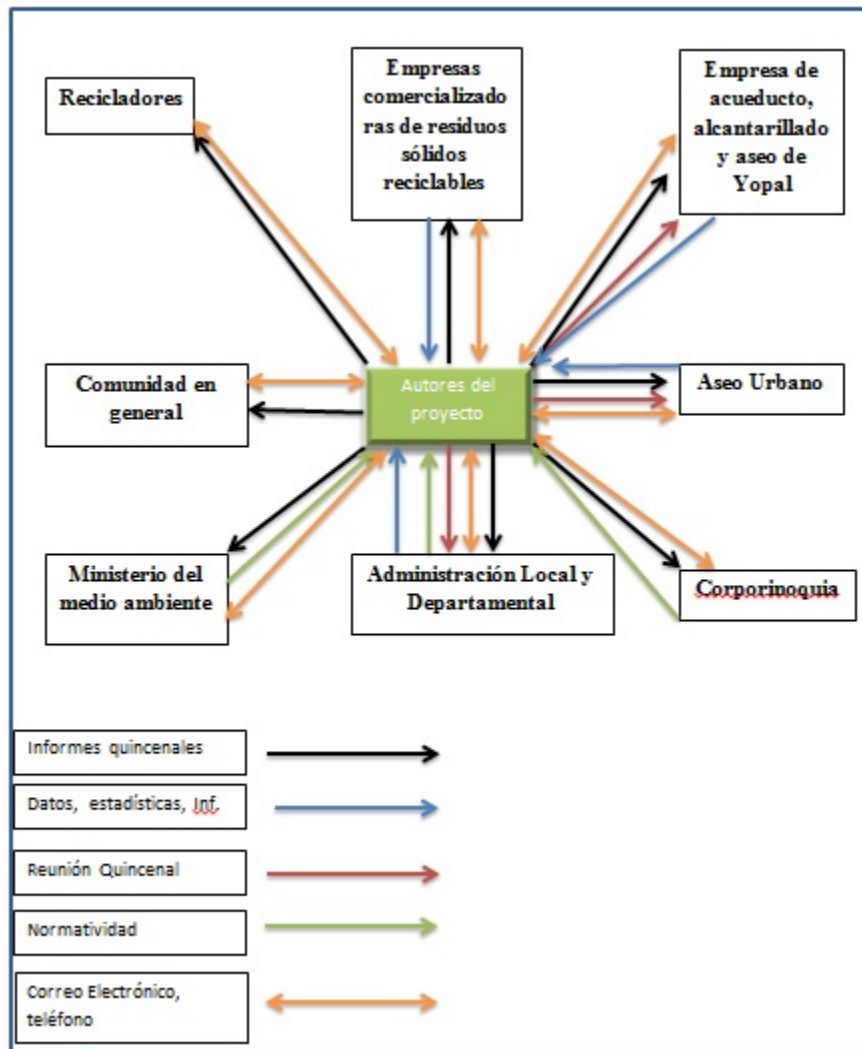 Recicladores
Empresas
comercializado
ras de residuos
sólidos
reciclables
Empresa de
acueducto,
alcantarillado
y aseo de
Yopal
Comunidad en
general
Autores del
proyecto
Aseo Urbano
Ministerio del
medio ambiente
Administración Local y
Departamental
Corporinoquia
Informes quincenales
Datos, estadísticas, Inf.
Reunión Quincenal
Normatividad
Correo Electrónico,
teléfono